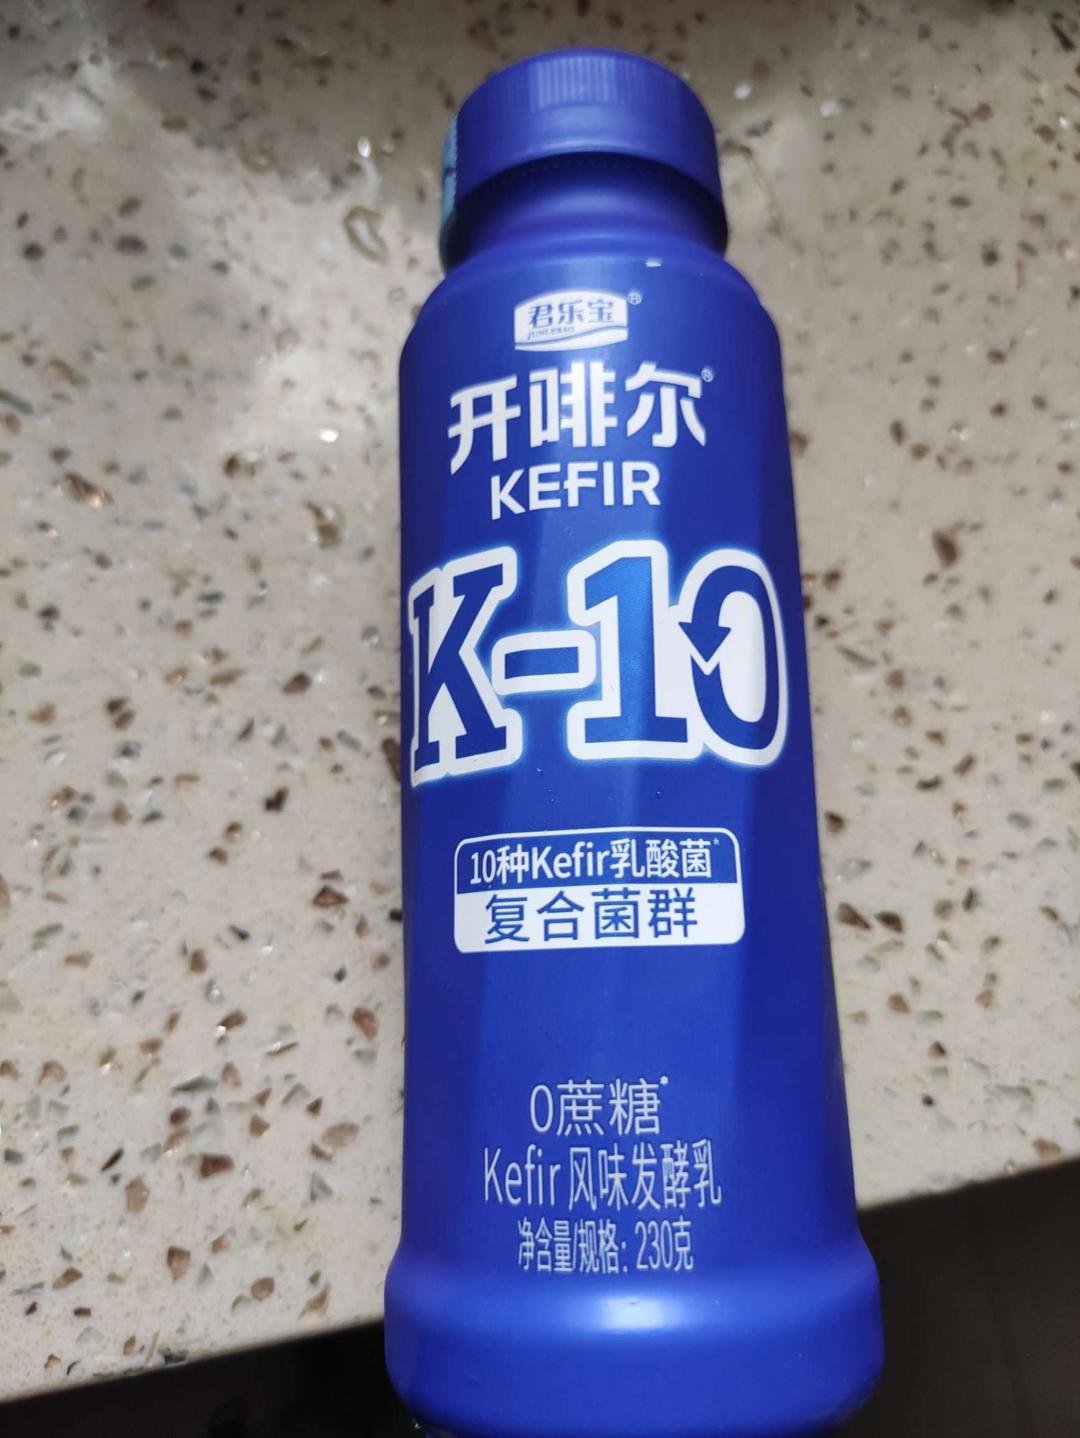 君乐宝®
JUNLEBAO
开啡尔®
KEFIR
K-10
10种Kefir乳酸菌*
复合菌群
0蔗糖*
Kefir风味发酵乳
净含量/规格：230克